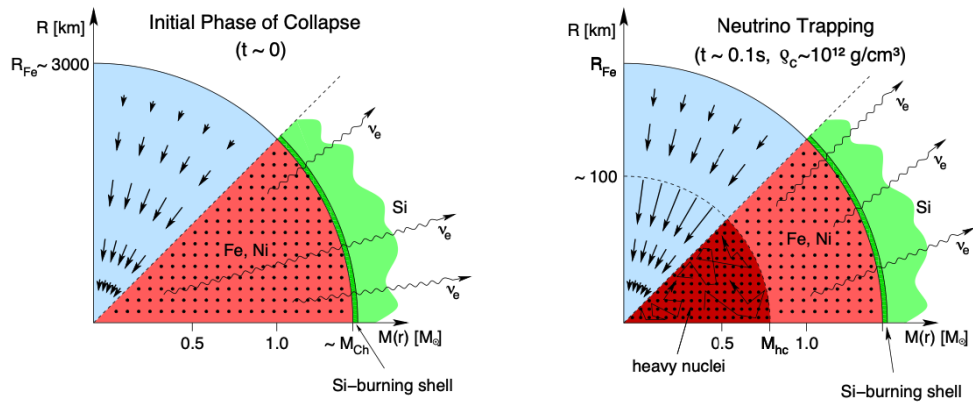 R [km]
Initial Phase of Collapse
(t ~ 0)
R_Fe ~ 3000
ν_e
Si
ν_e
Fe, Ni
ν_e
0.5
1.0
~ M_Ch
M(r) [M_⊙]
Si−burning shell
R [km]
Neutrino Trapping
(t ~ 0.1s, ϱ_c~10¹² g/cm³)
R_Fe
ν_e
~ 100
ν_e
Si
Fe, Ni
ν_e
0.5
M_hc
1.0
M(r) [M_⊙]
heavy nuclei
Si−burning shell